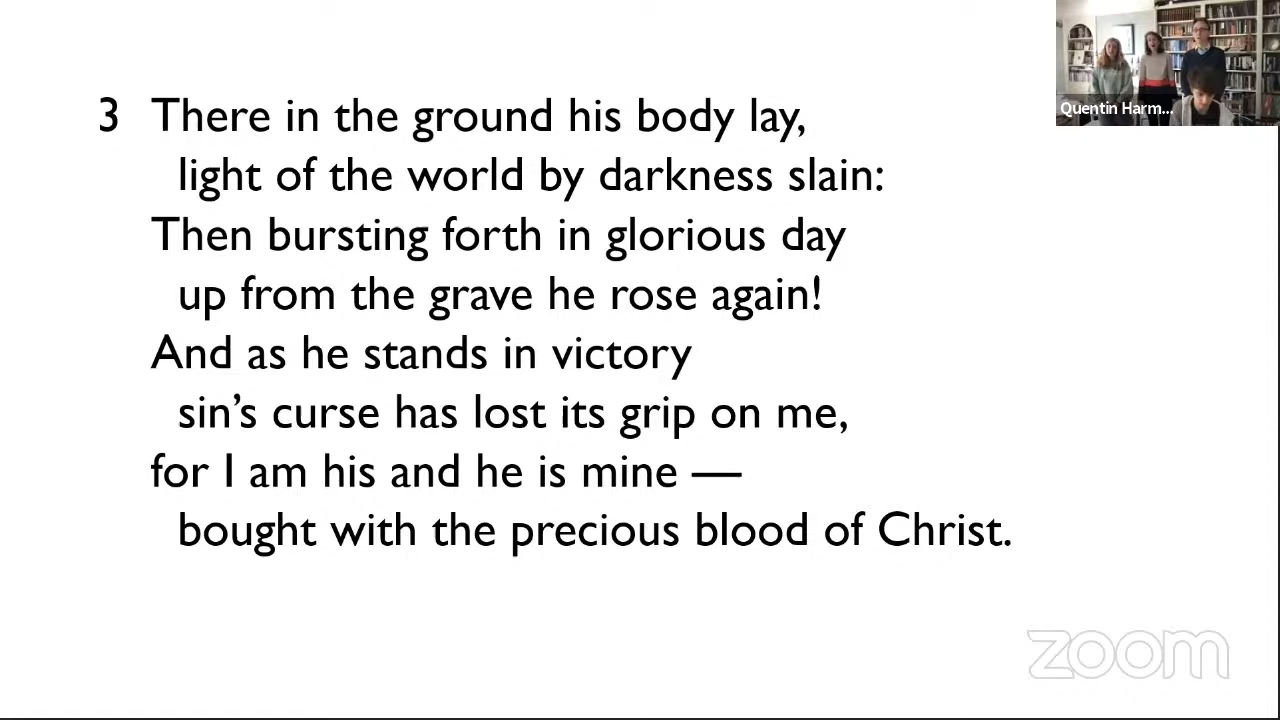 Quentin Harm...
3 There in the ground his body lay,
light of the world by darkness slain:
Then bursting forth in glorious day
up from the grave he rose again!
And as he stands in victory
sin’s curse has lost its grip on me,
for I am his and he is mine —
bought with the precious blood of Christ.
zoom